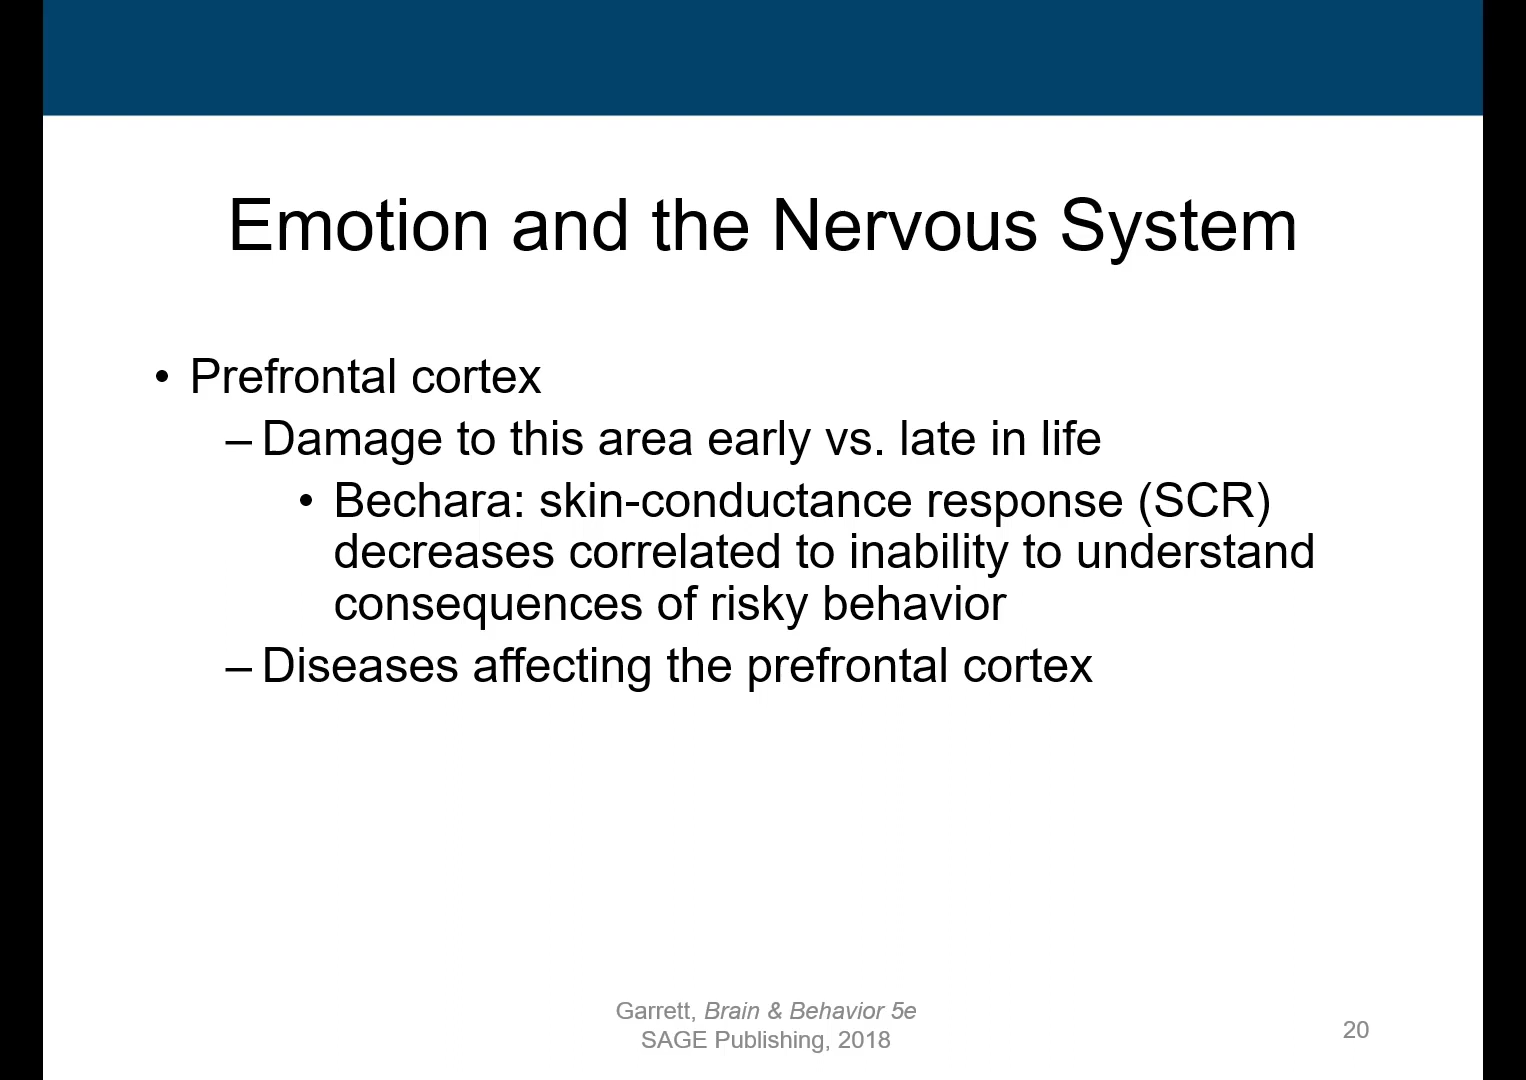 Emotion and the Nervous System
• Prefrontal cortex
– Damage to this area early vs. late in life
• Bechara: skin-conductance response (SCR)
decreases correlated to inability to understand
consequences of risky behavior
– Diseases affecting the prefrontal cortex
Garrett, Brain & Behavior 5e
SAGE Publishing, 2018
20